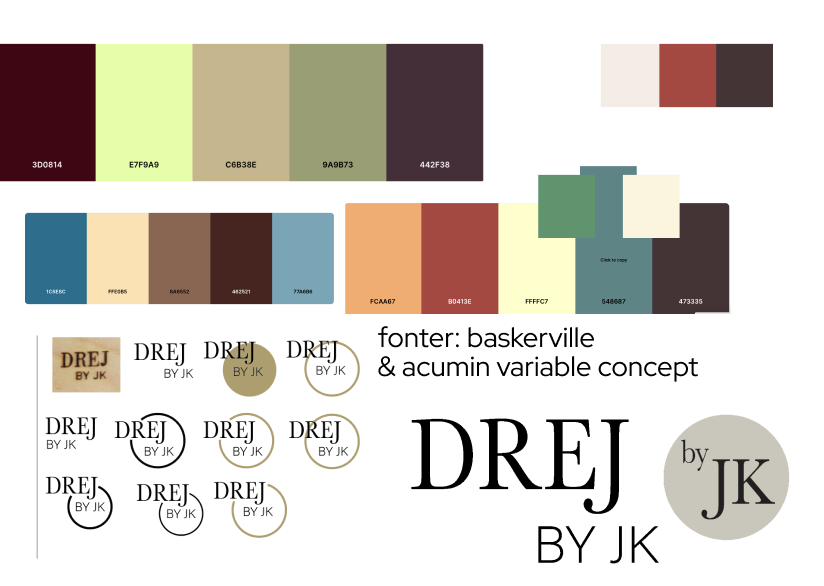 3D0814
E7F9A9
C6B38E
9A9B73
442F38
1C6E8C
FFE0B5
8A6552
462521
77A6B6
Click to copy
FCAA67
B0413E
FFFFC7
548687
473335
fonter: baskerville
& acumin variable concept
DREJ
BY JK
DREJ
BY JK
DREJ
BY JK
DREJ
BY JK
DREJ
BY JK
DREJ
BY JK
DREJ
BY JK
DREJ
BY JK
DREJ
BY JK
DREJ
BY JK
DREJ
BY JK
DREJ
BY JK
by
JK